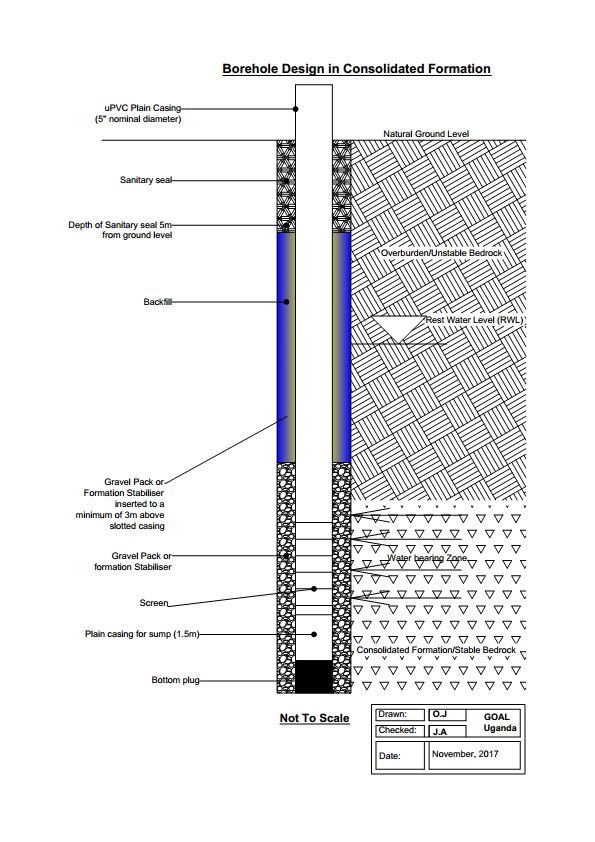 Borehole Design in Consolidated Formation
uPVC Plain Casing
(5" nominal diameter)
Natural Ground Level
Sanitary seal
Depth of Sanitary seal 5m
from ground level
Overburden/Unstable Bedrock
Backfill
Rest Water Level (RWL)
Gravel Pack or
Formation Stabiliser
inserted to a
minimum of 3m above
slotted casing
Gravel Pack or
formation Stabiliser
Water bearing Zone
Screen
Plain casing for sump (1.5m)
Consolidated Formation/Stable Bedrock
Bottom plug
Not To Scale
Drawn: O.J
Checked: J.A
GOAL
Uganda
Date: November, 2017